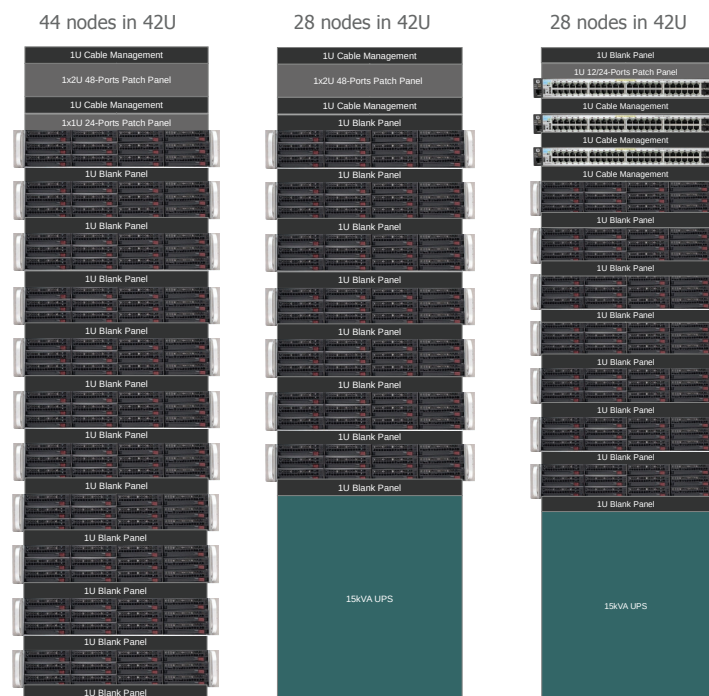 44 nodes in 42U
1U Cable Management
1x2U 48-Ports Patch Panel
1U Cable Management
1x1U 24-Ports Patch Panel
1U Blank Panel
1U Blank Panel
1U Blank Panel
1U Blank Panel
1U Blank Panel
1U Blank Panel
1U Blank Panel
1U Blank Panel
1U Blank Panel
1U Blank Panel
1U Blank Panel
28 nodes in 42U
1U Cable Management
1x2U 48-Ports Patch Panel
1U Cable Management
1U Blank Panel
1U Blank Panel
1U Blank Panel
1U Blank Panel
1U Blank Panel
1U Blank Panel
1U Blank Panel
1U Blank Panel
15kVA UPS
28 nodes in 42U
1U Blank Panel
1U 12/24-Ports Patch Panel
1U Cable Management
1U Cable Management
1U Cable Management
1U Blank Panel
1U Blank Panel
1U Blank Panel
1U Blank Panel
1U Blank Panel
1U Blank Panel
1U Blank Panel
15kVA UPS